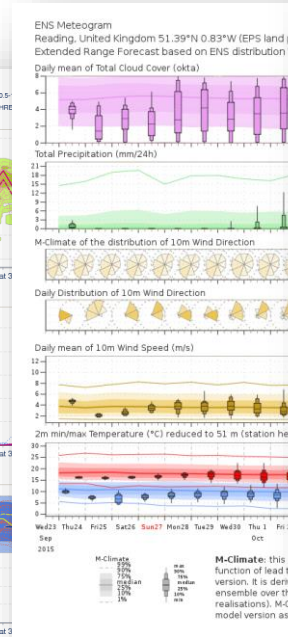 ENS Meteogram
Reading, United Kingdom 51.39°N 0.83°W (EPS land p
Extended Range Forecast based on ENS distribution
Daily mean of Total Cloud Cover (okta)
8
6
4
2
0
Total Precipitation (mm/24h)
21
18
15
12
9
6
3
0
M-Climate of the distribution of 10m Wind Direction
Daily Distribution of 10m Wind Direction
Daily mean of 10m Wind Speed (m/s)
12
10
8
6
4
2
2m min/max Temperature (°C) reduced to 51 m (station he
30
25
20
15
10
5
0
Wed23 Thu24 Fri25 Sat26 Sun27 Mon28 Tue29 Wed30 Thu 1 Fri
Sep Oct
2015
M-Climate
99%
90%
75%
median
25%
10%
1%
max
90%
75%
median
25%
10%
min
M-Climate: this
function of lead t
version. It is deriv
ensemble over th
realisations). M-C
model version as